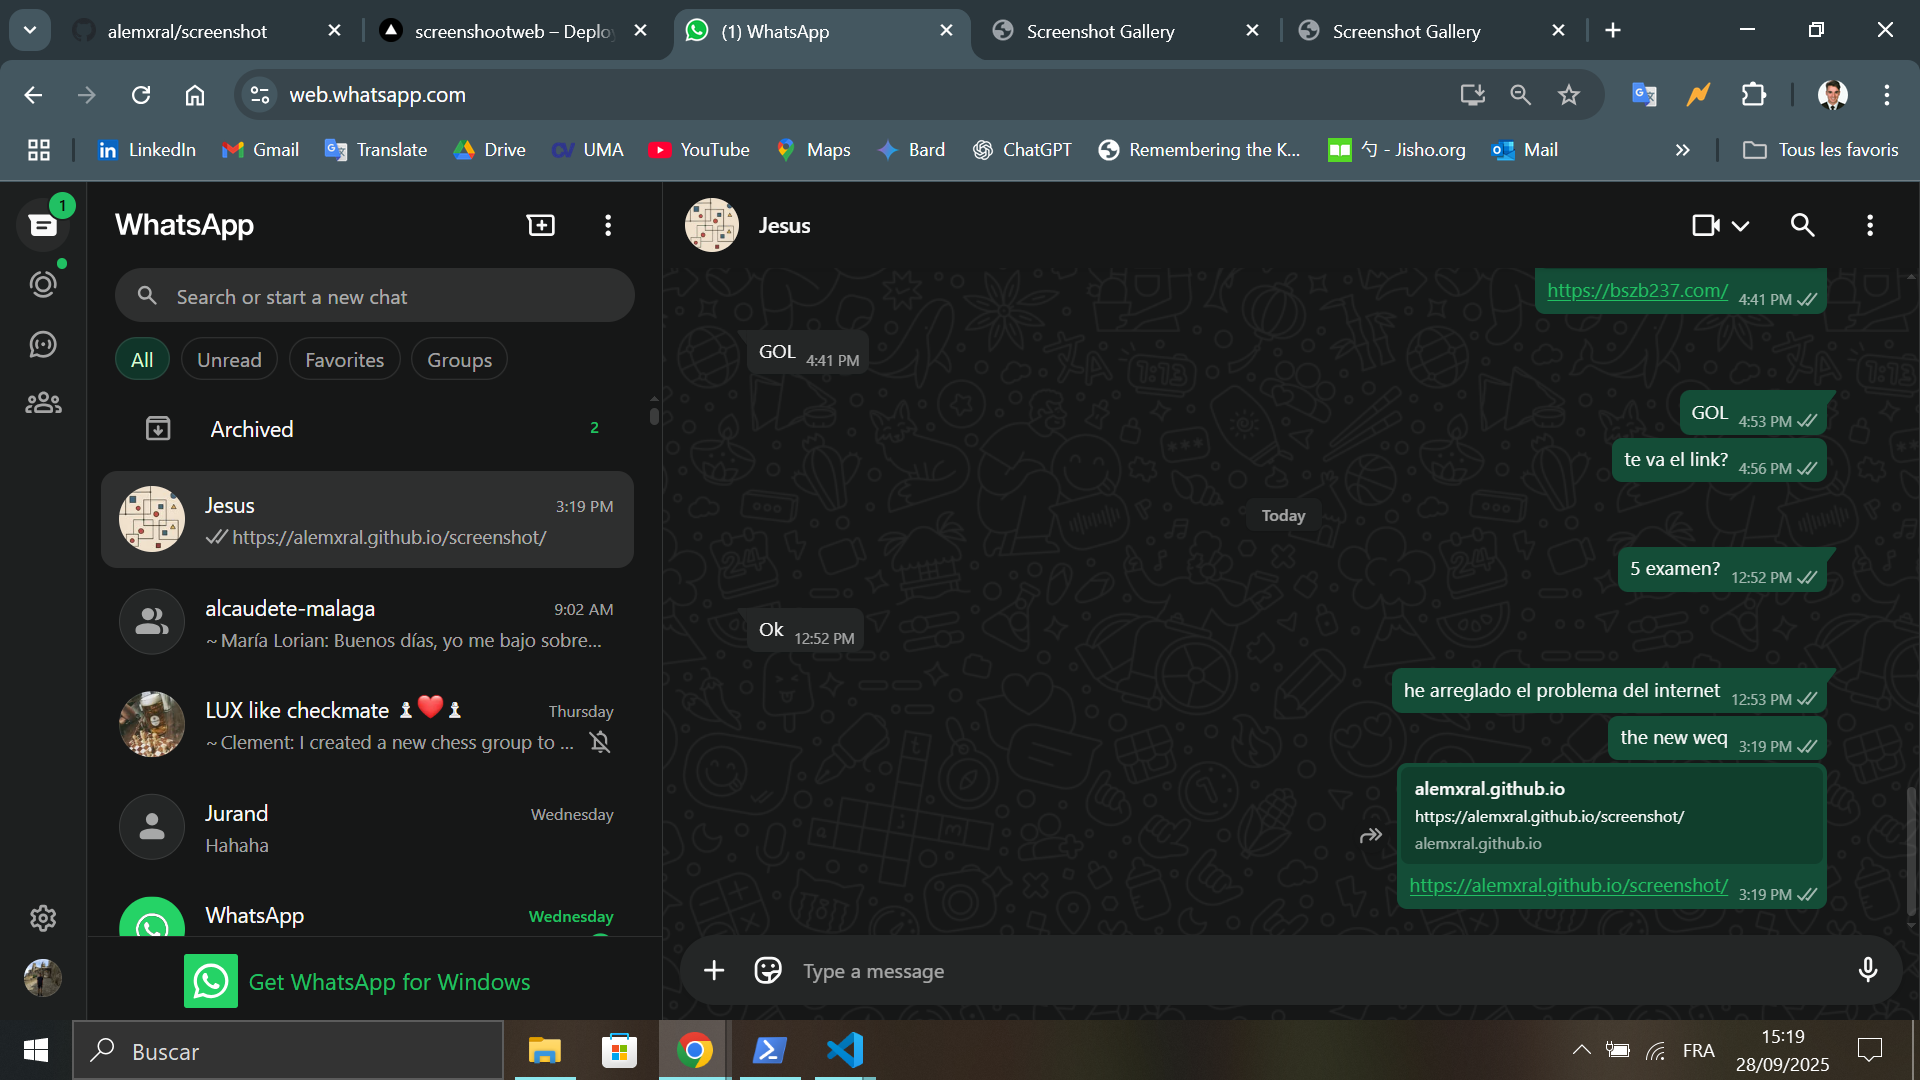 alemxral/screenshot
screenshootweb – Deplo
(1) WhatsApp
Screenshot Gallery
Screenshot Gallery
web.whatsapp.com
LinkedIn
Gmail
Translate
Drive
UMA
YouTube
Maps
Bard
ChatGPT
Remembering the K...
勺 - Jisho.org
Mail
Tous les favoris
1
WhatsApp
Search or start a new chat
All
Unread
Favorites
Groups
Archived
2
Jesus
3:19 PM
https://alemxral.github.io/screenshot/
alcaudete-malaga
9:02 AM
~ María Lorian: Buenos días, yo me bajo sobre...
LUX like checkmate ♟️❤️♟️
Thursday
~ Clement: I created a new chess group to ...
Jurand
Wednesday
Hahaha
WhatsApp
Wednesday
Get WhatsApp for Windows
Jesus
https://bszb237.com/ 4:41 PM
GOL 4:41 PM
GOL 4:53 PM
te va el link? 4:56 PM
Today
5 examen? 12:52 PM
Ok 12:52 PM
he arreglado el problema del internet 12:53 PM
the new weq 3:19 PM
alemxral.github.io
https://alemxral.github.io/screenshot/
alemxral.github.io
https://alemxral.github.io/screenshot/ 3:19 PM
Type a message
Buscar
FRA
15:19
28/09/2025